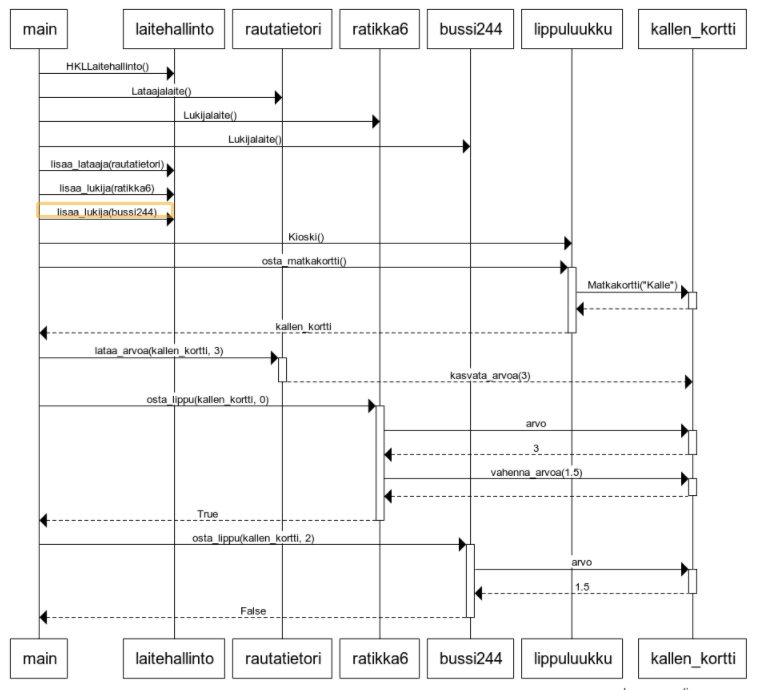 main laitehallinto rautatietori ratikka6 bussi244 lippuluukku kallen_kortti
HKLLaitehallinto()
Lataajalaite()
Lukijalaite()
Lukijalaite()
lisaa_lataaja(rautatietori)
lisaa_lukija(ratikka6)
lisaa_lukija(bussi244)
Kioski()
osta_matkakortti()
Matkakortti("Kalle")
kallen_kortti
lataa_arvoa(kallen_kortti, 3)
kasvata_arvoa(3)
osta_lippu(kallen_kortti, 0)
arvo
3
vahenna_arvoa(1.5)
True
osta_lippu(kallen_kortti, 2)
arvo
1.5
False
main laitehallinto rautatietori ratikka6 bussi244 lippuluukku kallen_kortti